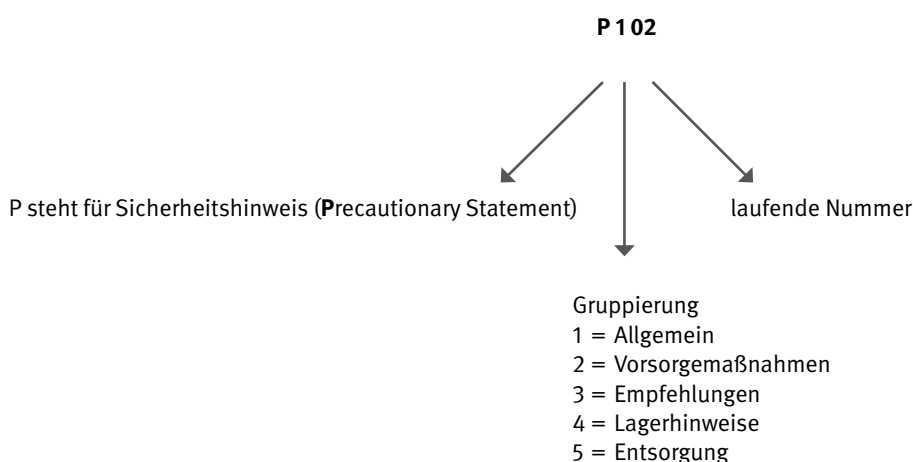 P 1 02
P steht für Sicherheitshinweis (Precautionary Statement)
laufende Nummer
Gruppierung
1 = Allgemein
2 = Vorsorgemaßnahmen
3 = Empfehlungen
4 = Lagerhinweise
5 = Entsorgung